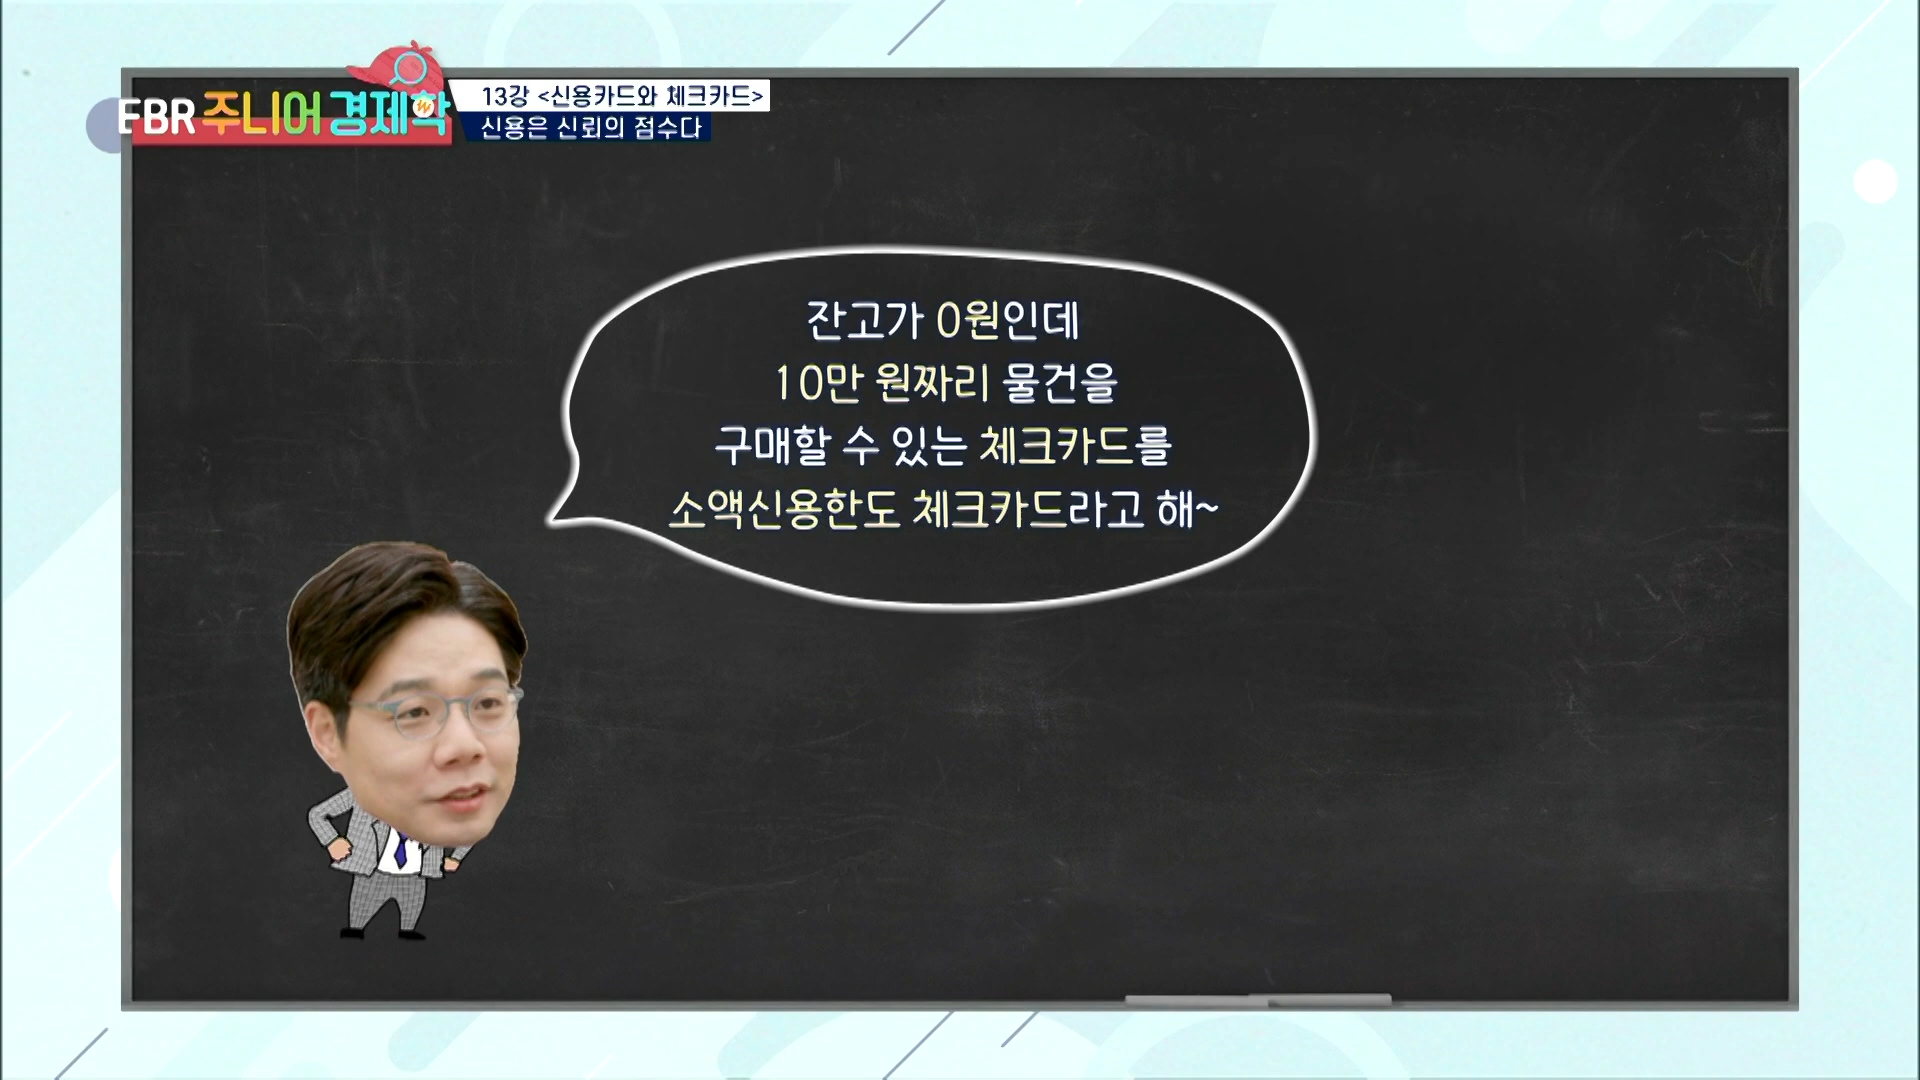 FBR 주니어 경제학
13강 <신용카드와 체크카드>
신용은 신뢰의 점수다
잔고가 0원인데
10만 원짜리 물건을
구매할 수 있는 체크카드를
소액신용한도 체크카드라고 해~